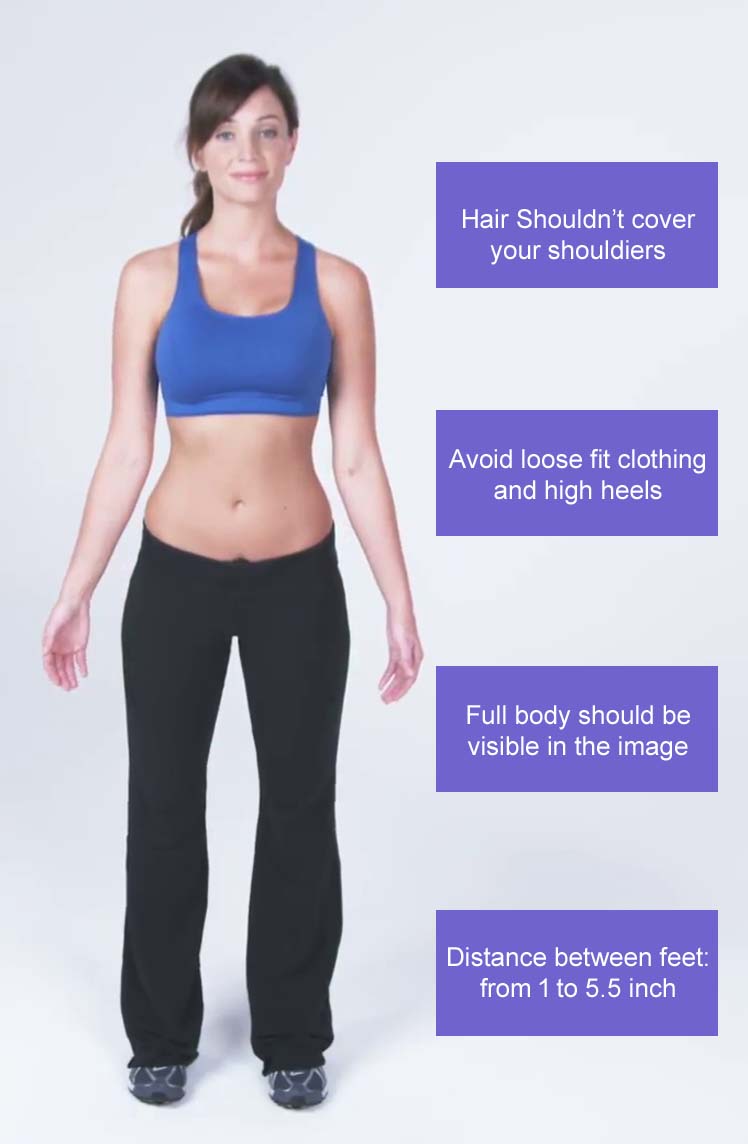 Hair Shouldn’t cover
your shouldiers
Avoid loose fit clothing
and high heels
Full body should be
visible in the image
Distance between feet:
from 1 to 5.5 inch